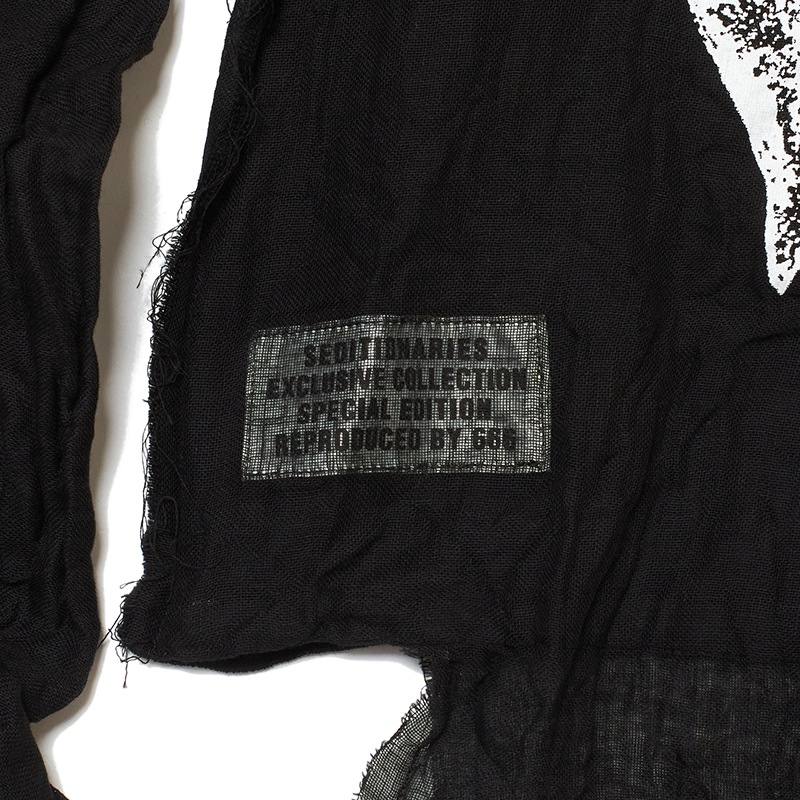 SEDITIONARIES
EXCLUSIVE COLLECTION
SPECIAL EDITION
REPRODUCED BY 666